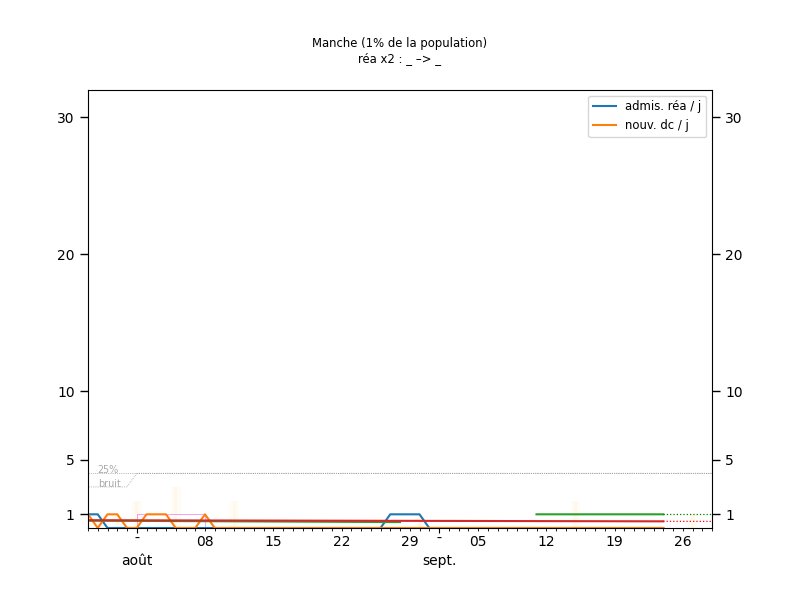 Manche (1% de la population)
réa x2 : _ –> _
admis. réa / j
nouv. dc / j
30 30
20 20
10 10
5 5
25%
bruit
1 1
- 08 15 22 29 - 05 12 19 26
août sept.